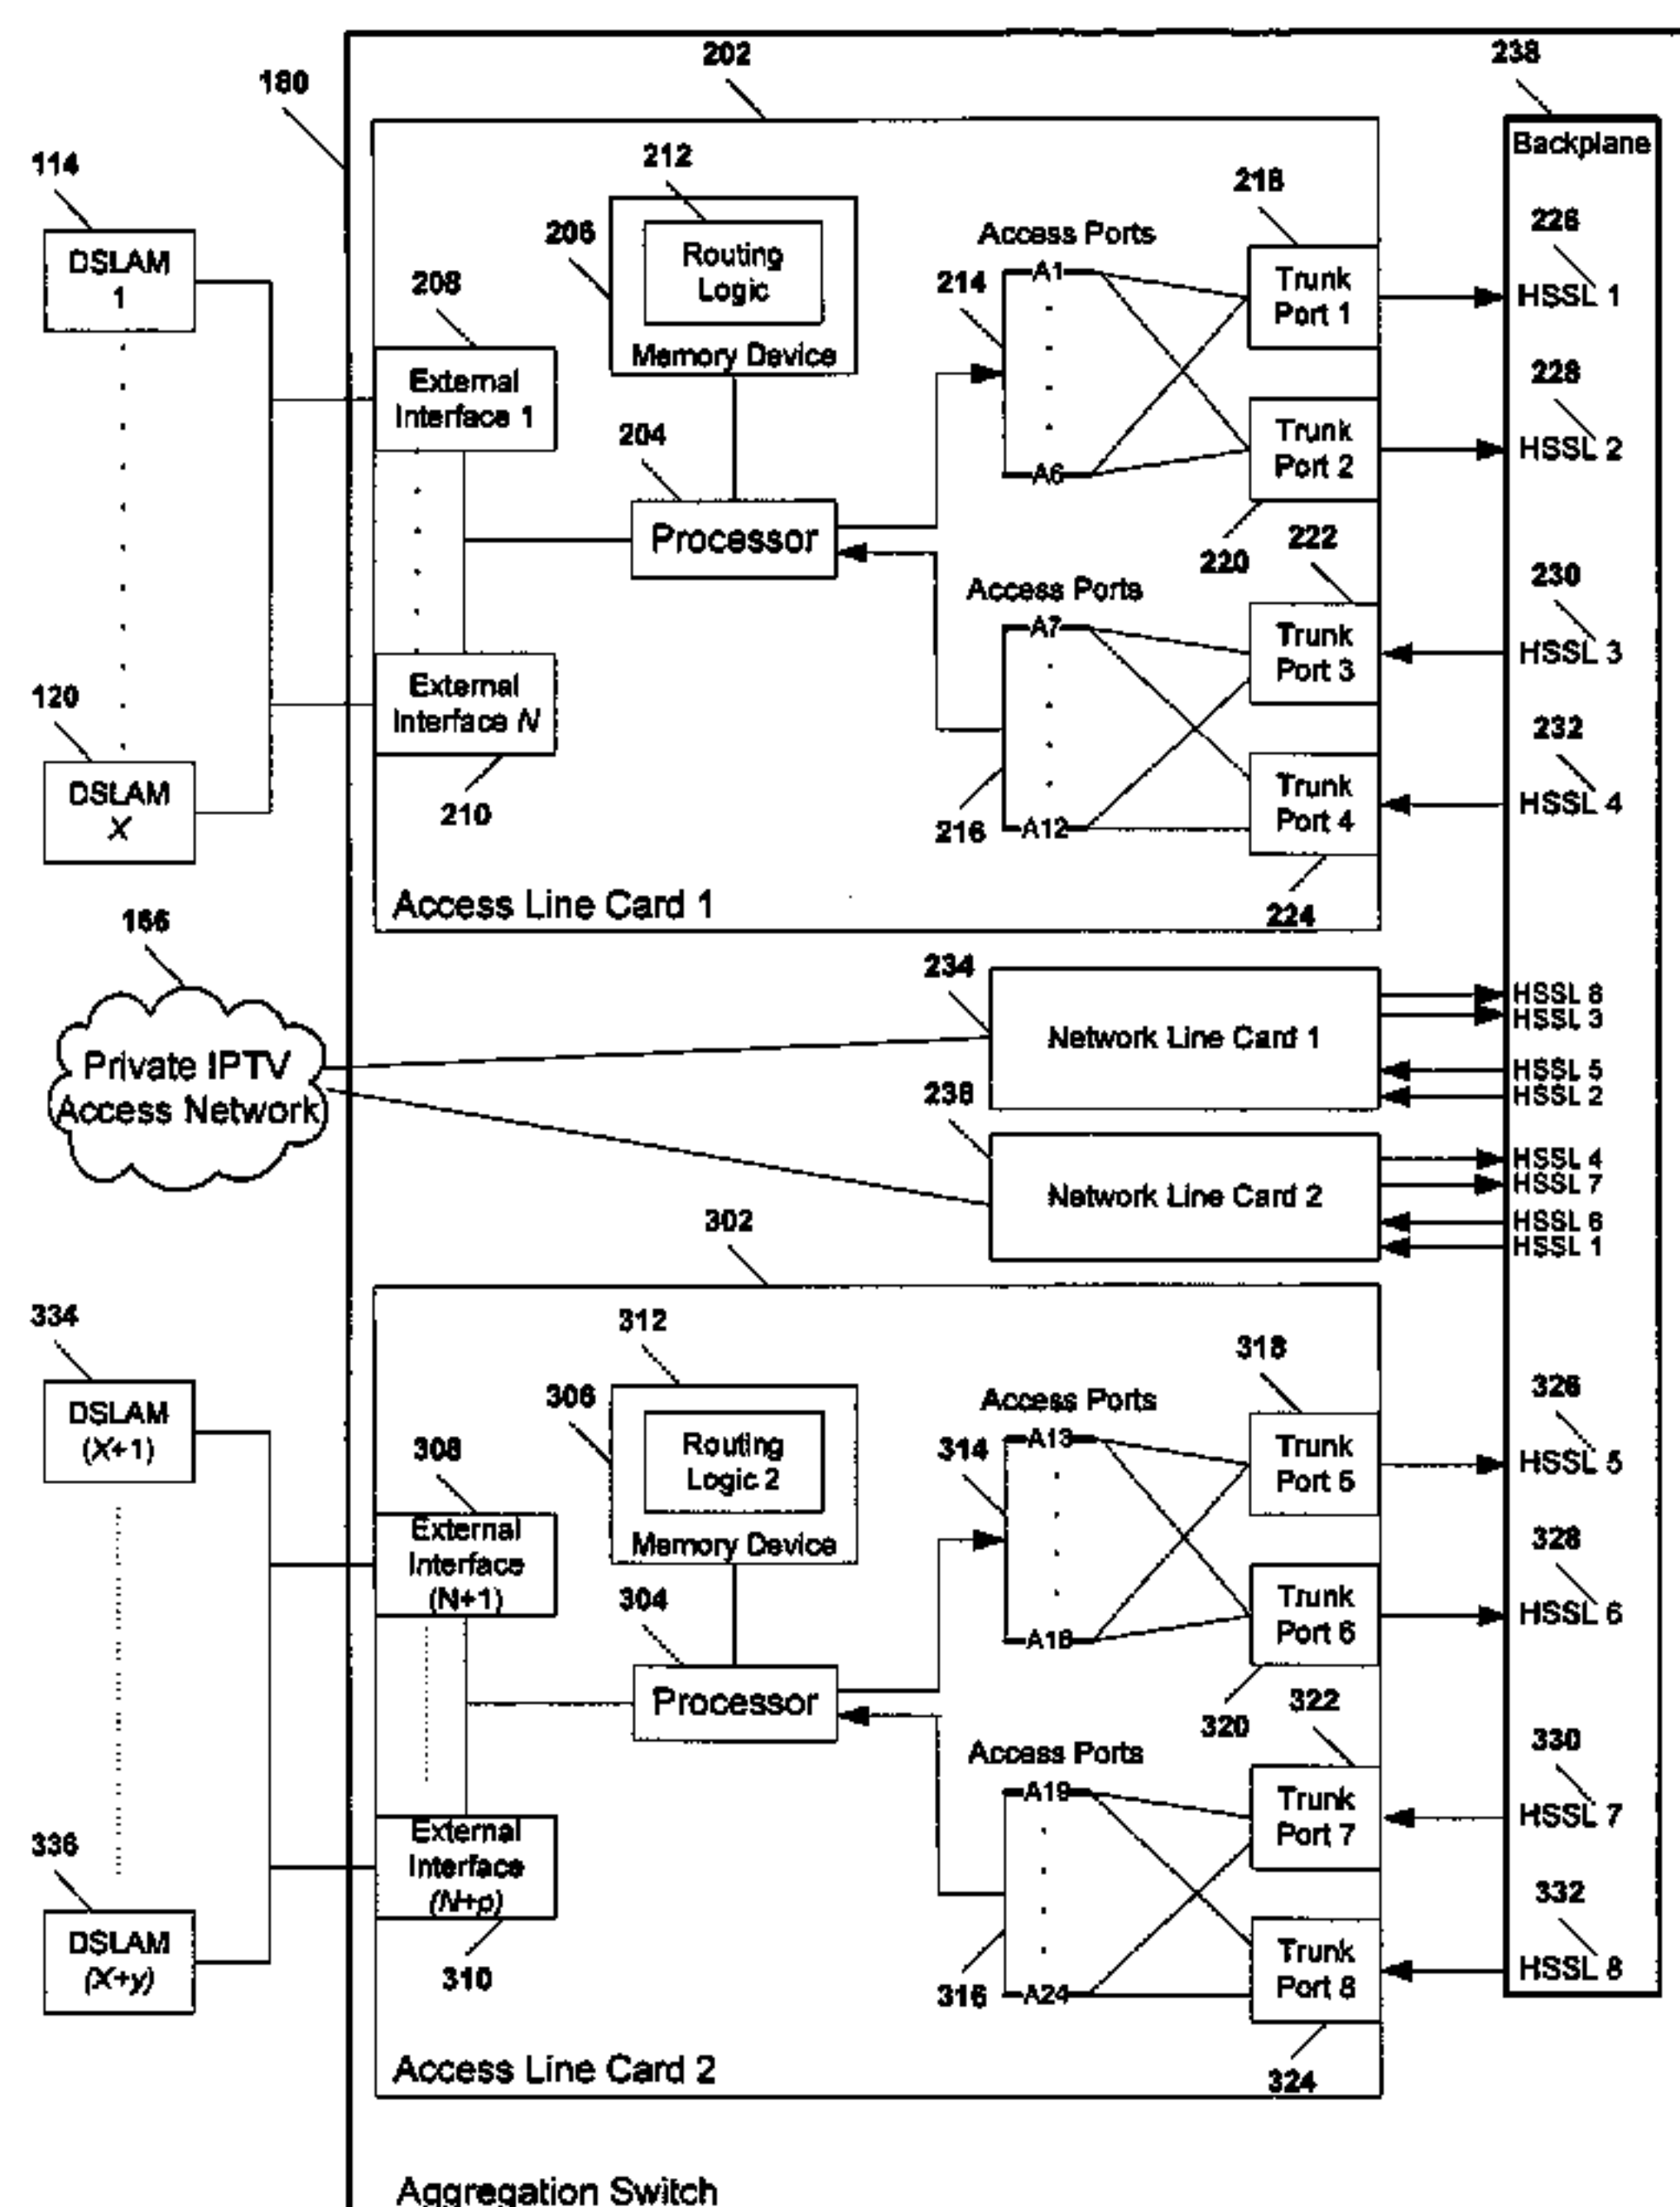 202
238
180
Backplane
114
212
218
226
206
Access Ports
DSLAM
1
Routing
Logic
208
214
A1
Trunk
Port 1
HSSL 1
Memory Device
228
External
Interface 1
204
Trunk
Port 2
HSSL 2
A6
Processor
220
222
230
Access Ports
A7
Trunk
Port 3
HSSL 3
120
External
Interface N
232
DSLAM
X
210
216
A12
Trunk
Port 4
HSSL 4
Access Line Card 1
224
166
234
HSSL 8
HSSL 3
Network Line Card 1
Private IPTV
Access Network
HSSL 5
HSSL 2
236
HSSL 4
HSSL 7
Network Line Card 2
302
HSSL 6
HSSL 1
334
312
318
326
306
Access Ports
DSLAM
(X+1)
308
Routing
Logic 2
314
A13
Trunk
Port 5
HSSL 5
External
Interface
(N+1)
Memory Device
328
304
Trunk
Port 6
HSSL 6
A18
Processor
320
322
330
Access Ports
A19
Trunk
Port 7
HSSL 7
336
External
Interface
(N+p)
332
DSLAM
(X+y)
310
316
A24
Trunk
Port 8
HSSL 8
Access Line Card 2
324
Aggregation Switch